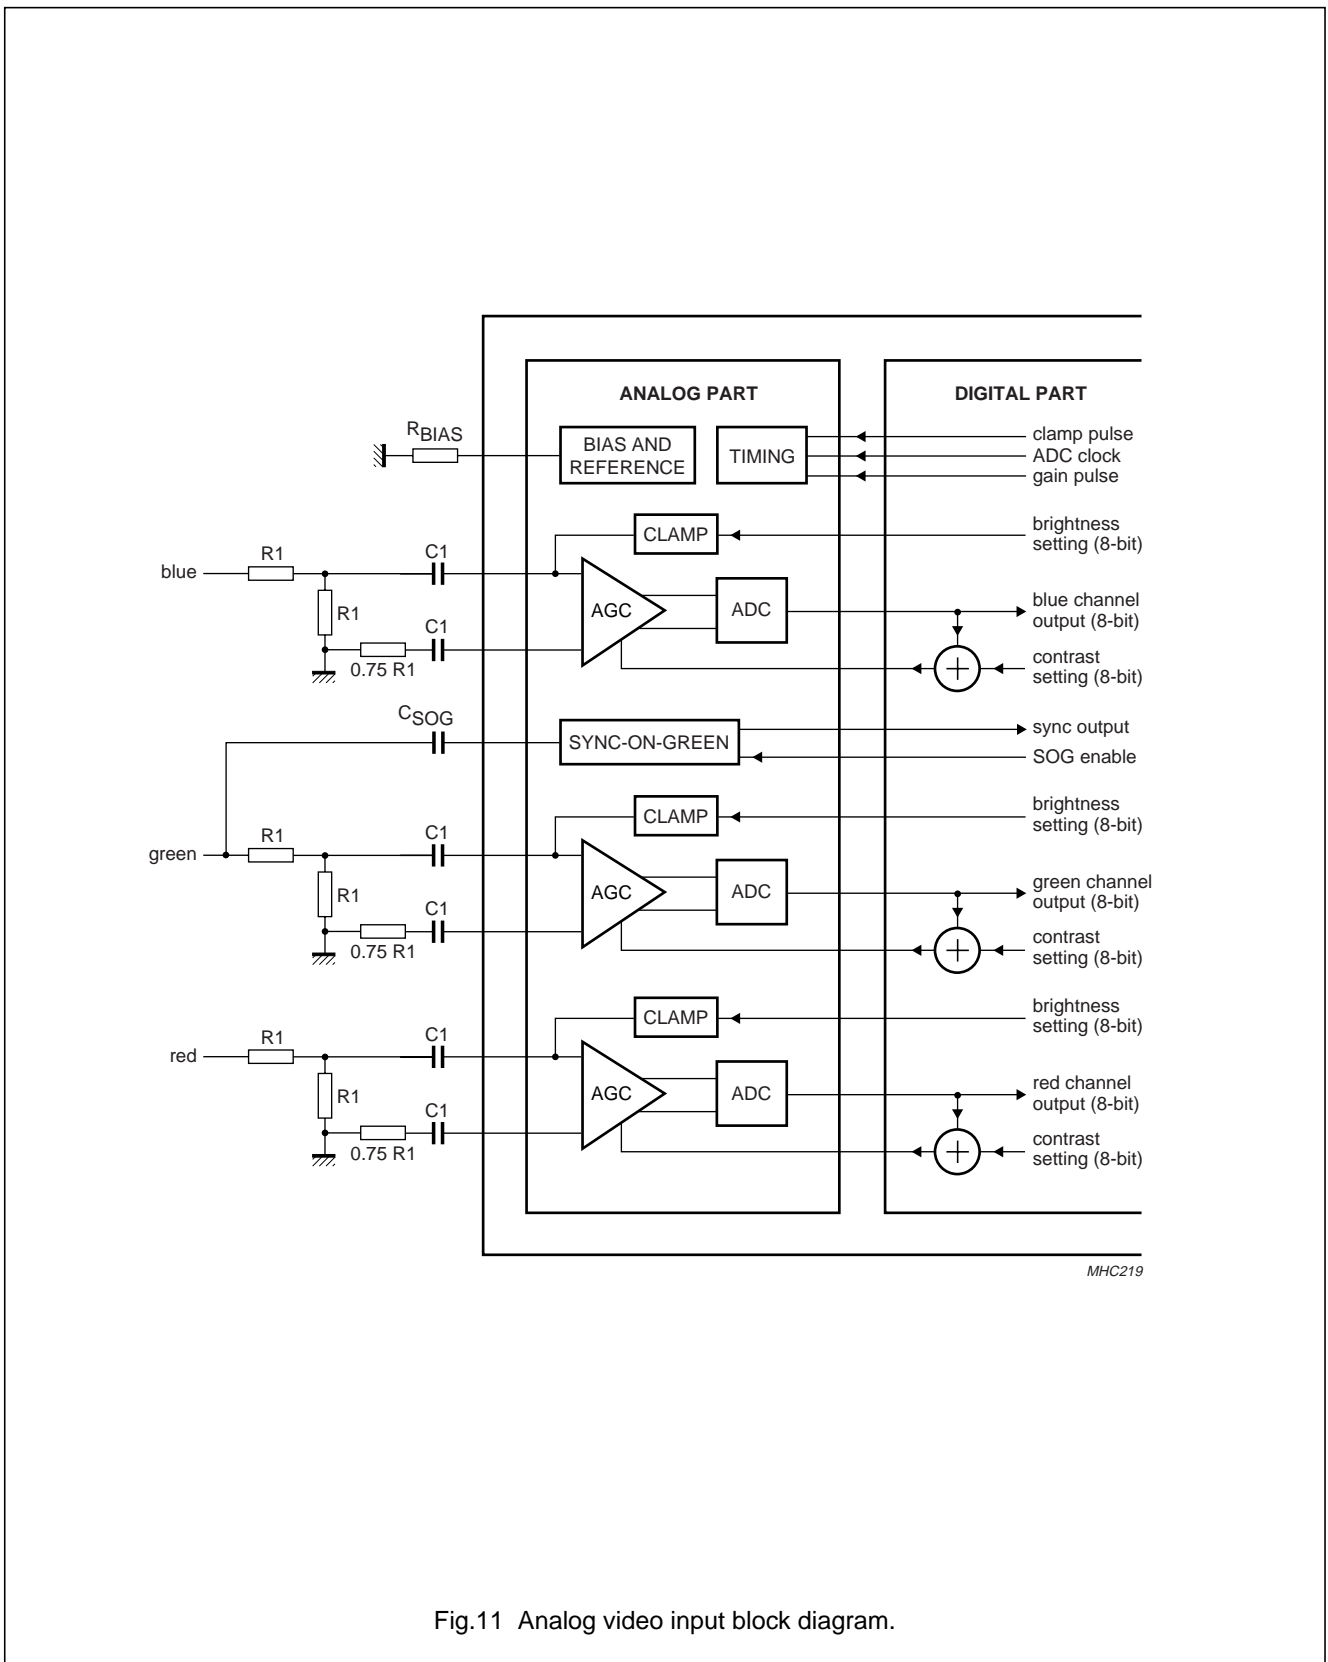 ANALOG PART
DIGITAL PART
RBIAS
BIAS AND
REFERENCE
TIMING
clamp pulse
ADC clock
gain pulse
CLAMP
brightness
setting (8-bit)
blue
R1
C1
R1
C1
0.75 R1
AGC
ADC
blue channel
output (8-bit)
contrast
setting (8-bit)
CSOG
SYNC-ON-GREEN
sync output
SOG enable
CLAMP
brightness
setting (8-bit)
green
R1
C1
R1
C1
0.75 R1
AGC
ADC
green channel
output (8-bit)
contrast
setting (8-bit)
CLAMP
brightness
setting (8-bit)
red
R1
C1
R1
C1
0.75 R1
AGC
ADC
red channel
output (8-bit)
contrast
setting (8-bit)
MHC219
Fig.11 Analog video input block diagram.